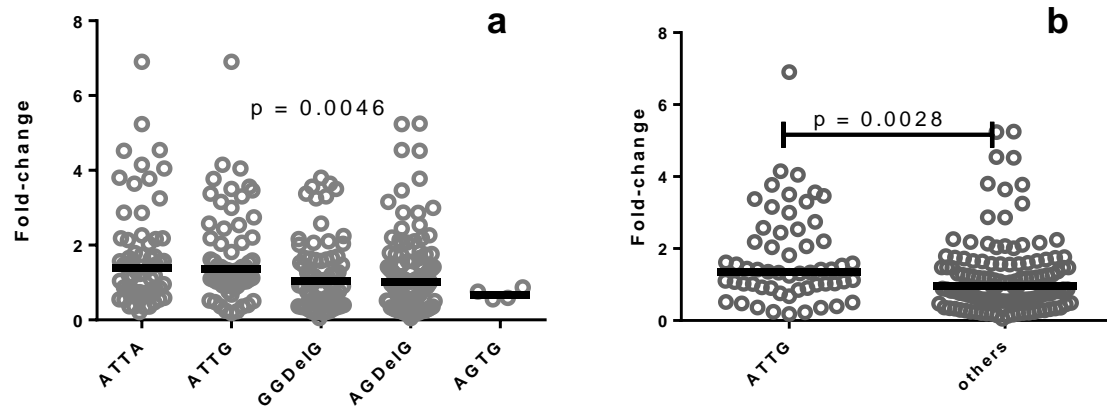 a
8
6
4
2
0
Fold-change
p = 0.0046
ATTA
ATTG
GGDelG
AGDelG
AGTG
b
8
6
4
2
0
Fold-change
p = 0.0028
ATTG
others